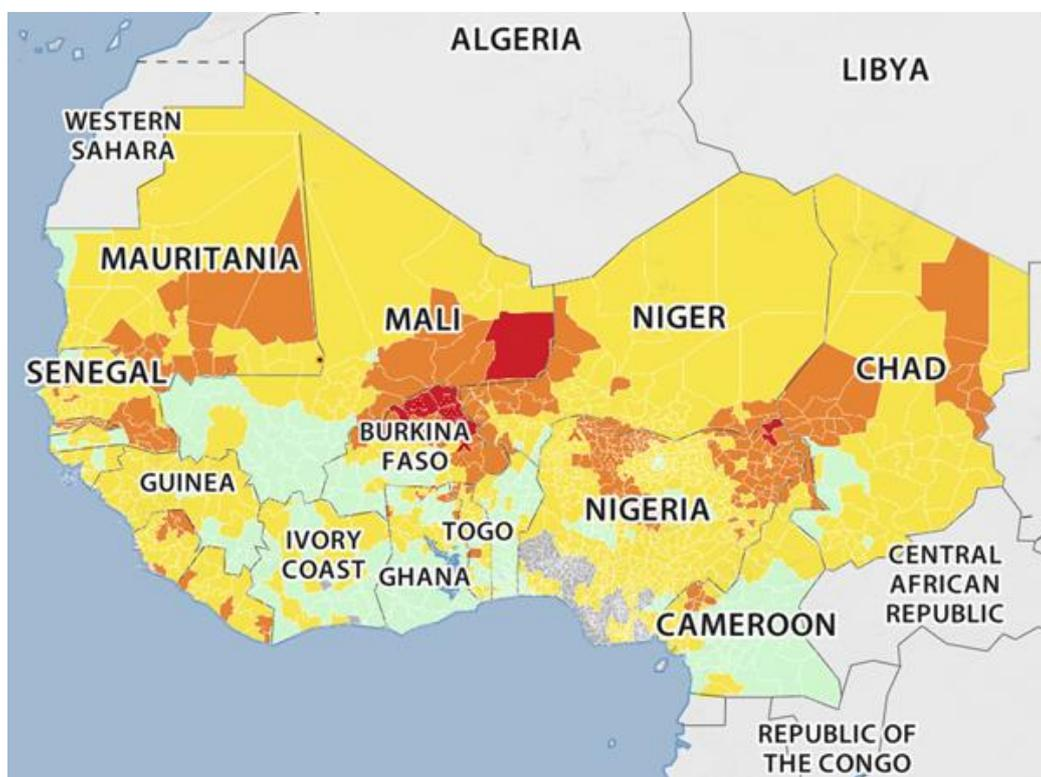 ALGERIA
LIBYA
WESTERN
SAHARA
MAURITANIA
MALI
NIGER
CHAD
SENEGAL
BURKINA
FASO
GUINEA
NIGERIA
IVORY
COAST
TOGO
GHANA
CENTRAL
AFRICAN
REPUBLIC
CAMEROON
REPUBLIC OF
THE CONGO